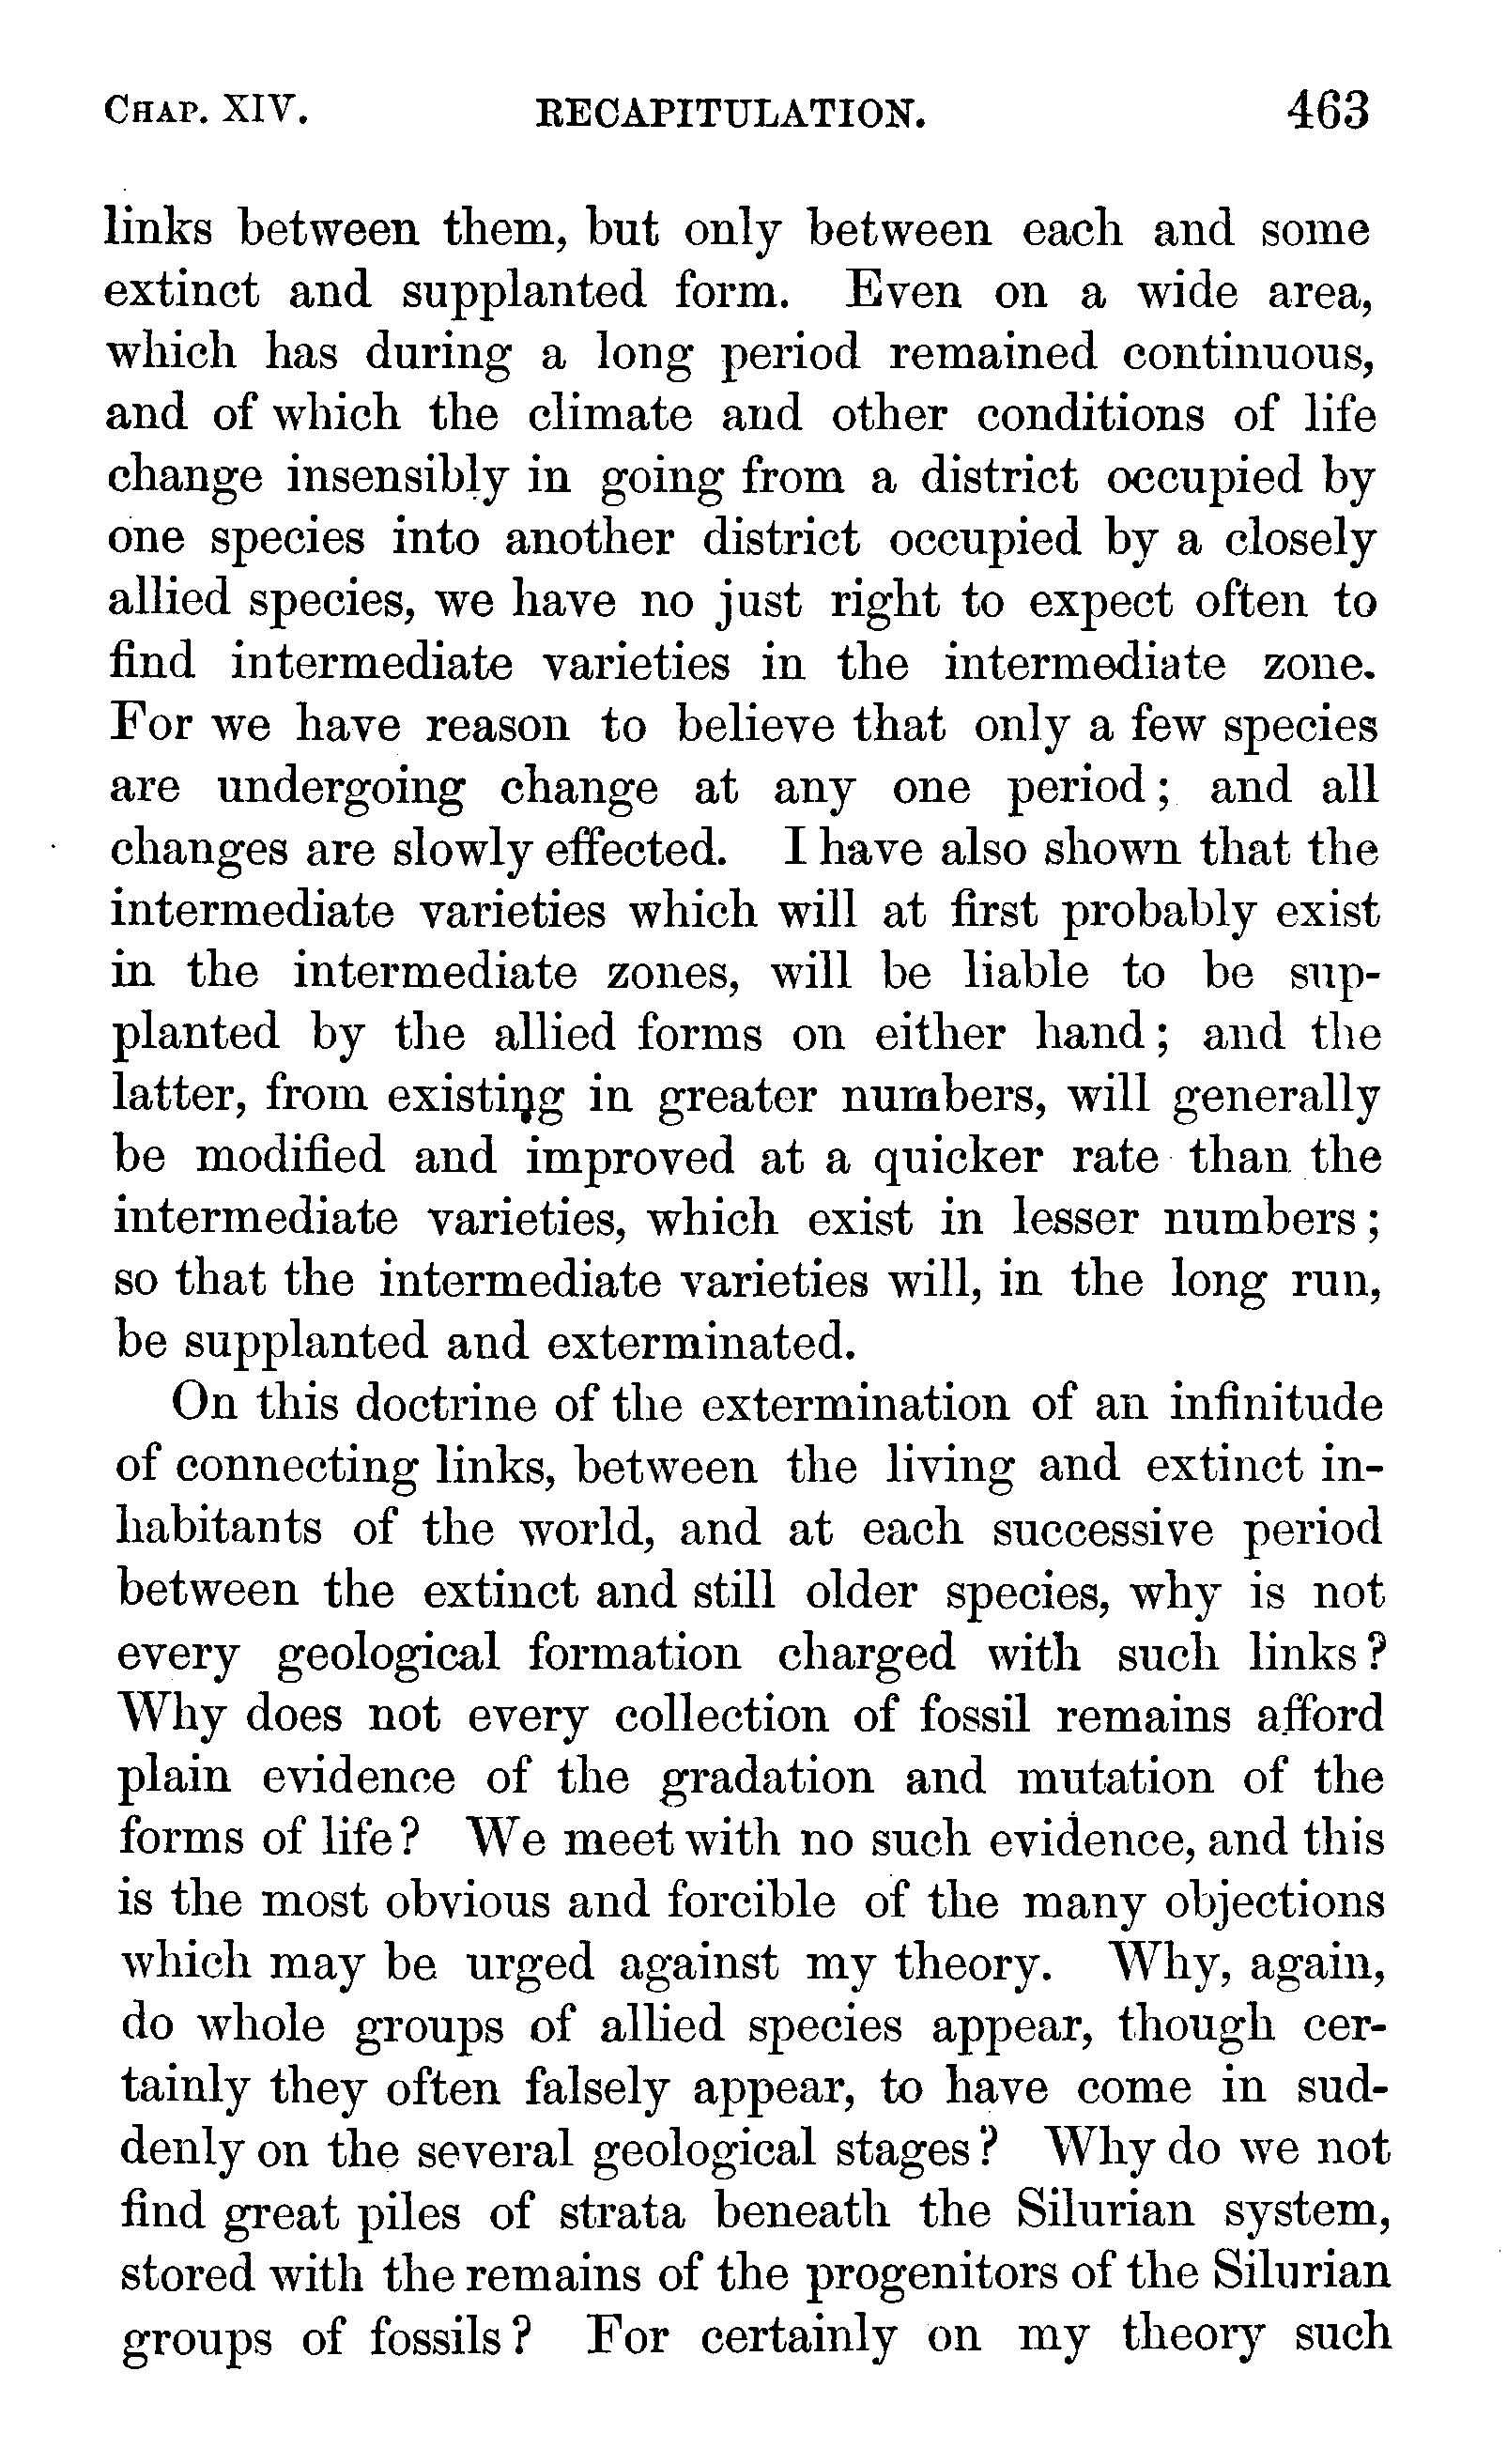 CHAP. XIV. RECAPITULATION. 463
links between them, but only between each and some
extinct and supplanted form. Even on a wide area,
which has during a long period remained continuous,
and of which the climate and other conditions of life
change insensibly in going from a district occupied by
one species into another district occupied by a closely
allied species, we have no just right to expect often to
find intermediate varieties in the intermediate zone.
For we have reason to believe that only a few species
are undergoing change at any one period; and all
changes are slowly effected. I have also shown that the
intermediate varieties which will at first probably exist
in the intermediate zones, will be liable to be sup-
planted by the allied forms on either hand; and the
latter, from existing in greater numbers, will generally
be modified and improved at a quicker rate than the
intermediate varieties, which exist in lesser numbers;
so that the intermediate varieties will, in the long run,
be supplanted and exterminated.
On this doctrine of the extermination of an infinitude
of connecting links, between the living and extinct in-
habitants of the world, and at each successive period
between the extinct and still older species, why is not
every geological formation charged with such links?
Why does not every collection of fossil remains afford
plain evidence of the gradation and mutation of the
forms of life? We meet with no such evidence, and this
is the most obvious and forcible of the many objections
which may be urged against my theory. Why, again,
do whole groups of allied species appear, though cer-
tainly they often falsely appear, to have come in sud-
denly on the several geological stages? Why do we not
find great piles of strata beneath the Silurian system,
stored with the remains of the progenitors of the Silurian
groups of fossils? For certainly on my theory such